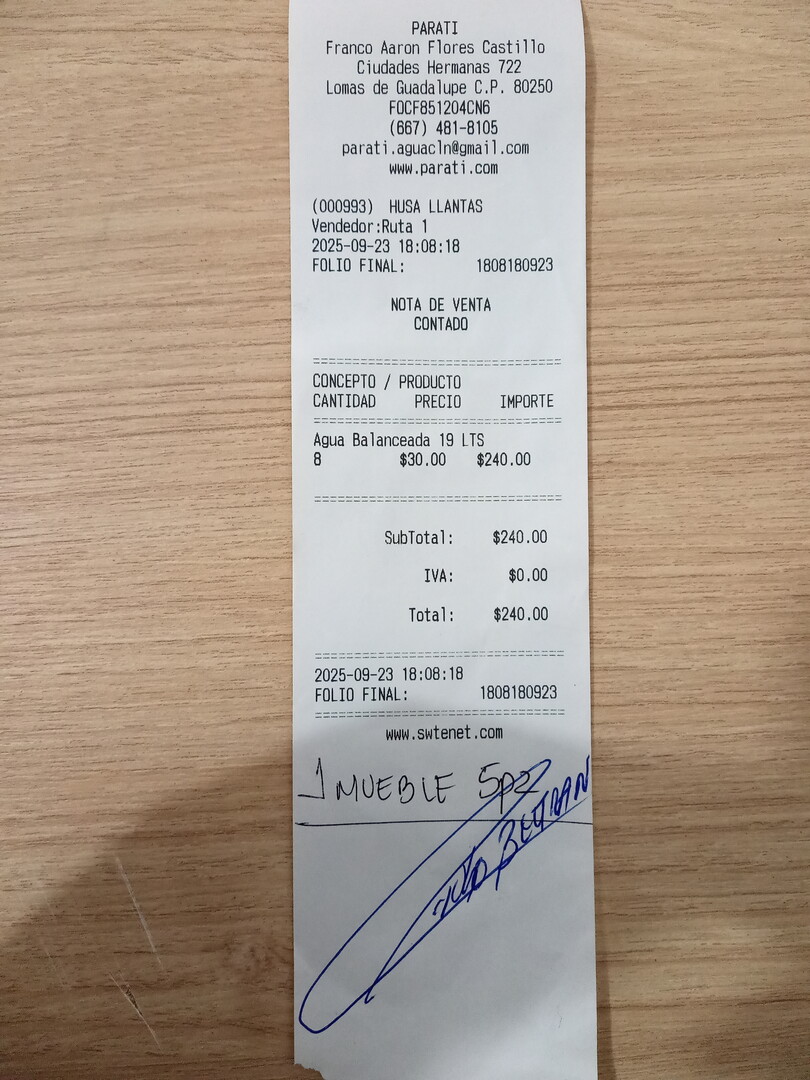 PARATI
Franco Aaron Flores Castillo
Ciudades Hermanas 722
Lomas de Guadalupe C.P. 80250
FOCF851204CN6
(667) 481-8105
parati.aguacln@gmail.com
www.parati.com
(000993) HUSA LLANTAS
Vendedor:Ruta 1
2025-09-23 18:08:18
FOLIO FINAL: 1808180923
NOTA DE VENTA
CONTADO
CONCEPTO / PRODUCTO
CANTIDAD PRECIO IMPORTE
Agua Balanceada 19 LTS
8 $30.00 $240.00
SubTotal: $240.00
IVA: $0.00
Total: $240.00
2025-09-23 18:08:18
FOLIO FINAL: 1808180923
www.swtenet.com
1 MUEBLE 5pz
BELTRAN